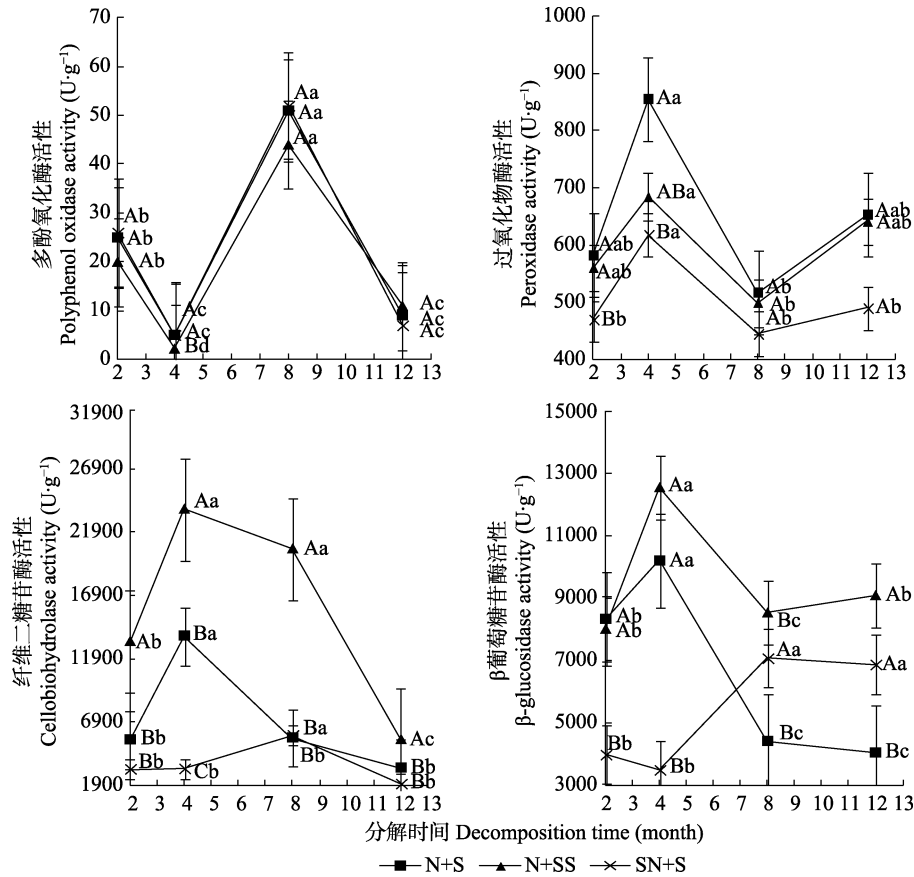 多酚氧化酶活性
Polyphenol oxidase activity (U·g⁻¹)
70
60
50
40
30
20
10
0
Ab
Ab
Ab
Ac
Ac
Bd
Aa
Aa
Aa
Ac
Ac
Ac
2 3 4 5 6 7 8 9 10 11 12 13
过氧化物酶活性
Peroxidase activity (U·g⁻¹)
1000
900
800
700
600
500
400
Aab
Aab
Bb
Aa
ABa
Ba
Ab
Ab
Ab
Aab
Aab
Ab
2 3 4 5 6 7 8 9 10 11 12 13
纤维二糖苷酶活性
Cellobiohydrolase activity (U·g⁻¹)
31900
26900
21900
16900
11900
6900
1900
Ab
Bb
Bb
Aa
Ba
Cb
Aa
Ba
Bb
Ac
Bb
Bb
2 3 4 5 6 7 8 9 10 11 12 13
β葡萄糖苷酶活性
β-glucosidase activity (U·g⁻¹)
15000
13000
11000
9000
7000
5000
3000
Ab
Ab
Bb
Aa
Aa
Bb
Bc
Aa
Bc
Ab
Aa
Bc
2 3 4 5 6 7 8 9 10 11 12 13
分解时间 Decomposition time (month)
N+S N+SS SN+S